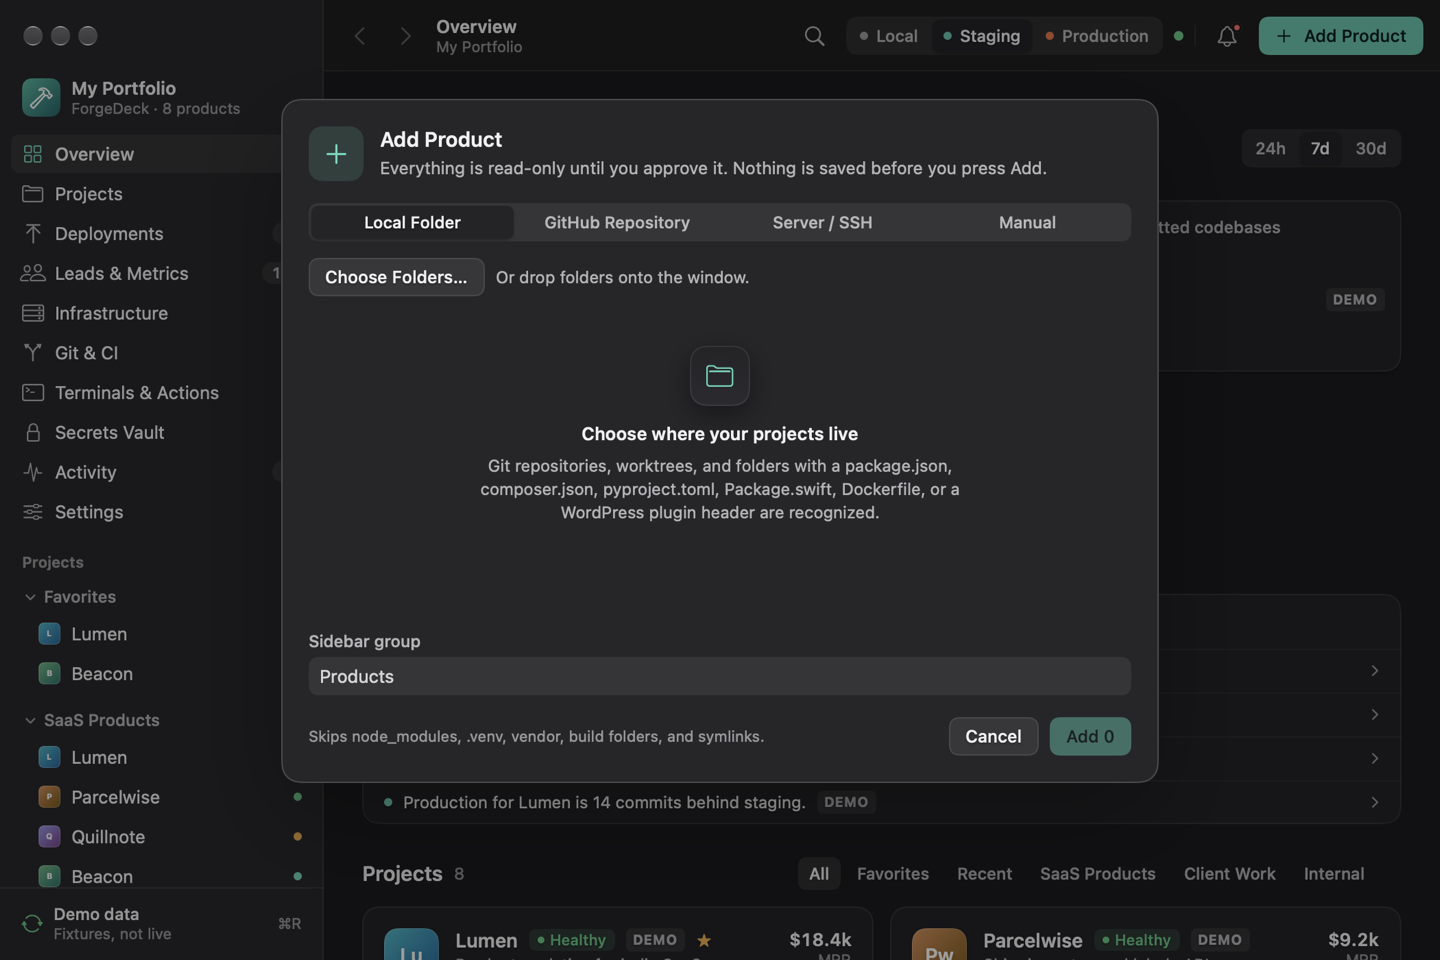 Overview
My Portfolio
Local
Staging
Production
Add Product
My Portfolio
ForgeDeck · 8 products
Overview
Projects
Deployments
Leads & Metrics
1
Infrastructure
Git & CI
Terminals & Actions
Secrets Vault
Activity
Settings
Projects
Favorites
L
Lumen
B
Beacon
SaaS Products
L
Lumen
P
Parcelwise
Q
Quillnote
B
Beacon
Demo data
Fixtures, not live
⌘R
24h
7d
30d
codebases
DEMO
Add Product
Everything is read-only until you approve it. Nothing is saved before you press Add.
Local Folder
GitHub Repository
Server / SSH
Manual
Choose Folders...
Or drop folders onto the window.
Choose where your projects live
Git repositories, worktrees, and folders with a package.json,
composer.json, pyproject.toml, Package.swift, Dockerfile, or a
WordPress plugin header are recognized.
Sidebar group
Products
Skips node_modules, .venv, vendor, build folders, and symlinks.
Cancel
Add 0
Production for Lumen is 14 commits behind staging.
DEMO
Projects 8
All
Favorites
Recent
SaaS Products
Client Work
Internal
Lu
Lumen
Healthy
DEMO
$18.4k
MRR
Pw
Parcelwise
Healthy
DEMO
$9.2k
MRR